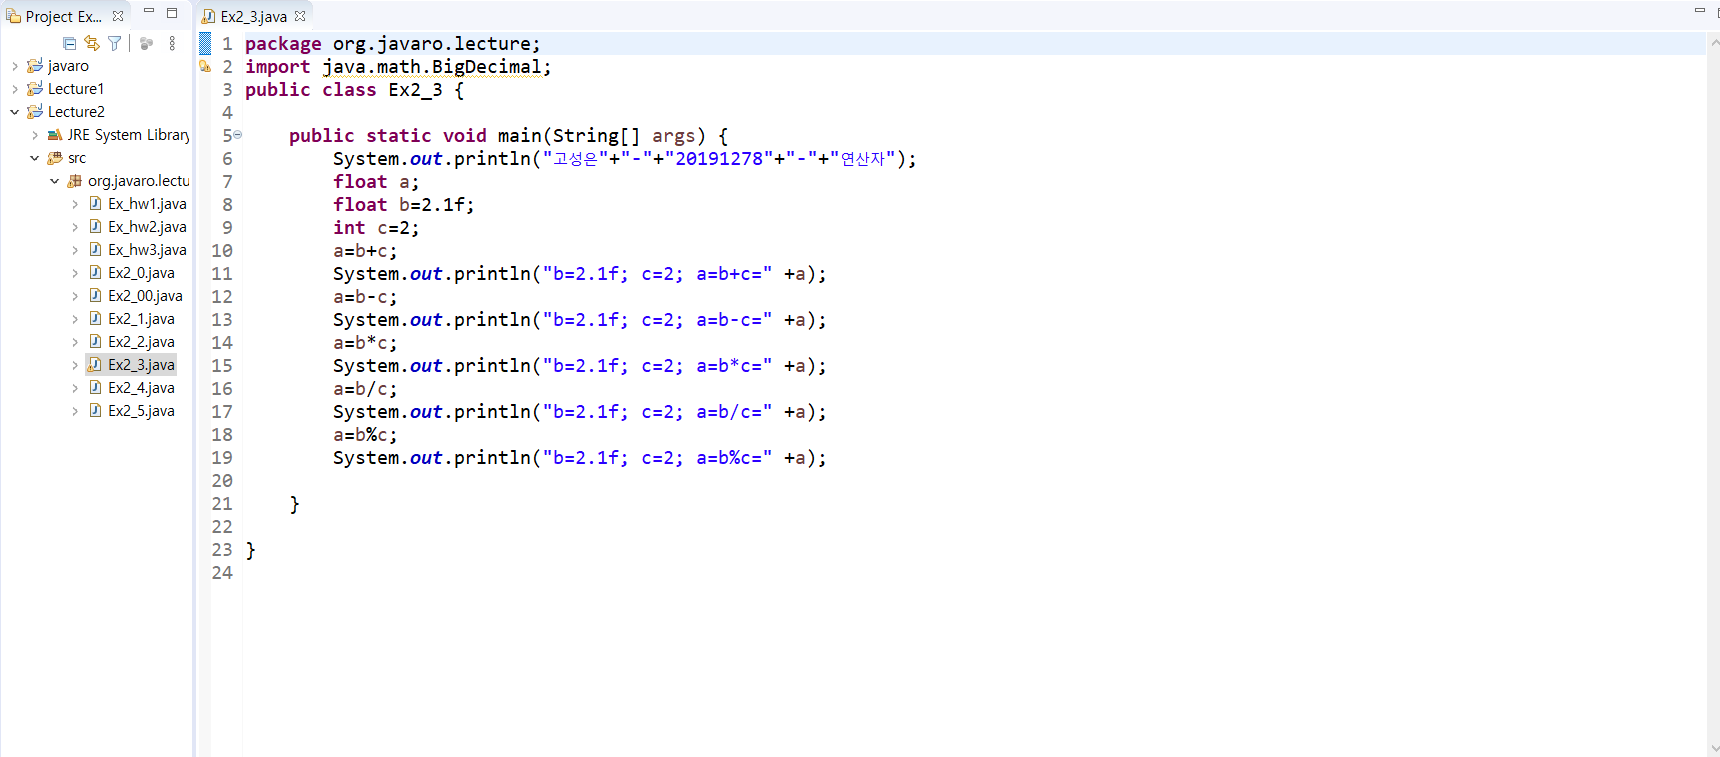 Project Ex...
javaro
Lecture1
Lecture2
JRE System Library
src
org.javaro.lectu
Ex_hw1.java
Ex_hw2.java
Ex_hw3.java
Ex2_0.java
Ex2_00.java
Ex2_1.java
Ex2_2.java
Ex2_3.java
Ex2_4.java
Ex2_5.java
Ex2_3.java
1 package org.javaro.lecture;
2 import java.math.BigDecimal;
3 public class Ex2_3 {
4
5     public static void main(String[] args) {
6         System.out.println("고성은"+"-"+"20191278"+"-"+"연산자");
7         float a;
8         float b=2.1f;
9         int c=2;
10         a=b+c;
11         System.out.println("b=2.1f; c=2; a=b+c=" +a);
12         a=b-c;
13         System.out.println("b=2.1f; c=2; a=b-c=" +a);
14         a=b*c;
15         System.out.println("b=2.1f; c=2; a=b*c=" +a);
16         a=b/c;
17         System.out.println("b=2.1f; c=2; a=b/c=" +a);
18         a=b%c;
19         System.out.println("b=2.1f; c=2; a=b%c=" +a);
20
21     }
22
23 }
24